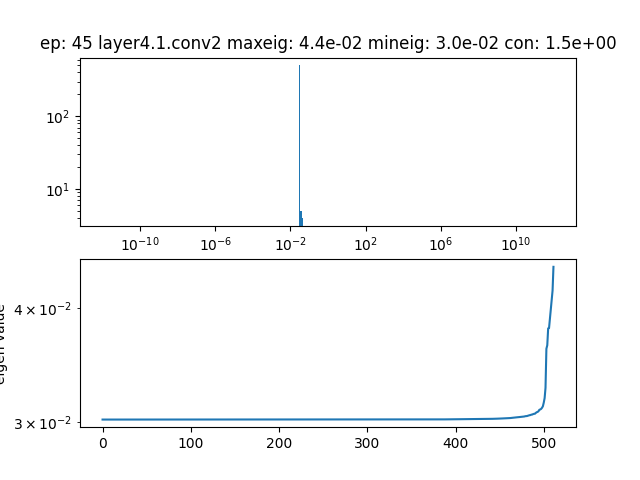 ep: 45 layer4.1.conv2 maxeig: 4.4e-02 mineig: 3.0e-02 con: 1.5e+00
10²
10¹
10⁻¹⁰ 10⁻⁶ 10⁻² 10² 10⁶ 10¹⁰
eigen value
4 × 10⁻²
3 × 10⁻²
0 100 200 300 400 500